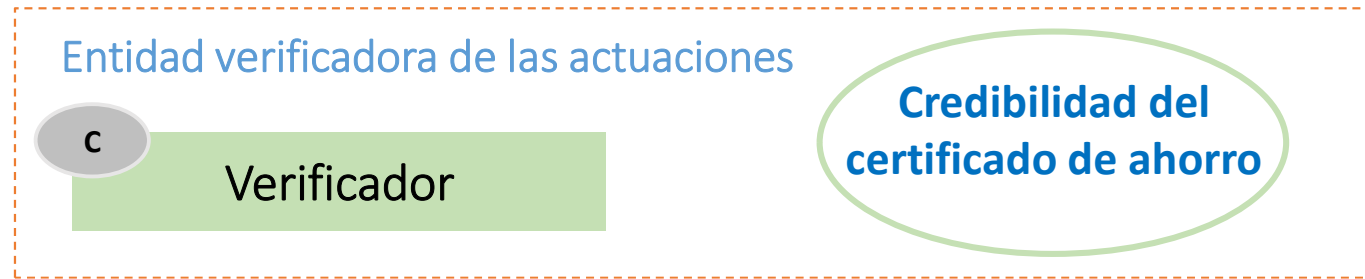 Entidad verificadora de las actuaciones
C
Verificador
Credibilidad del
certificado de ahorro